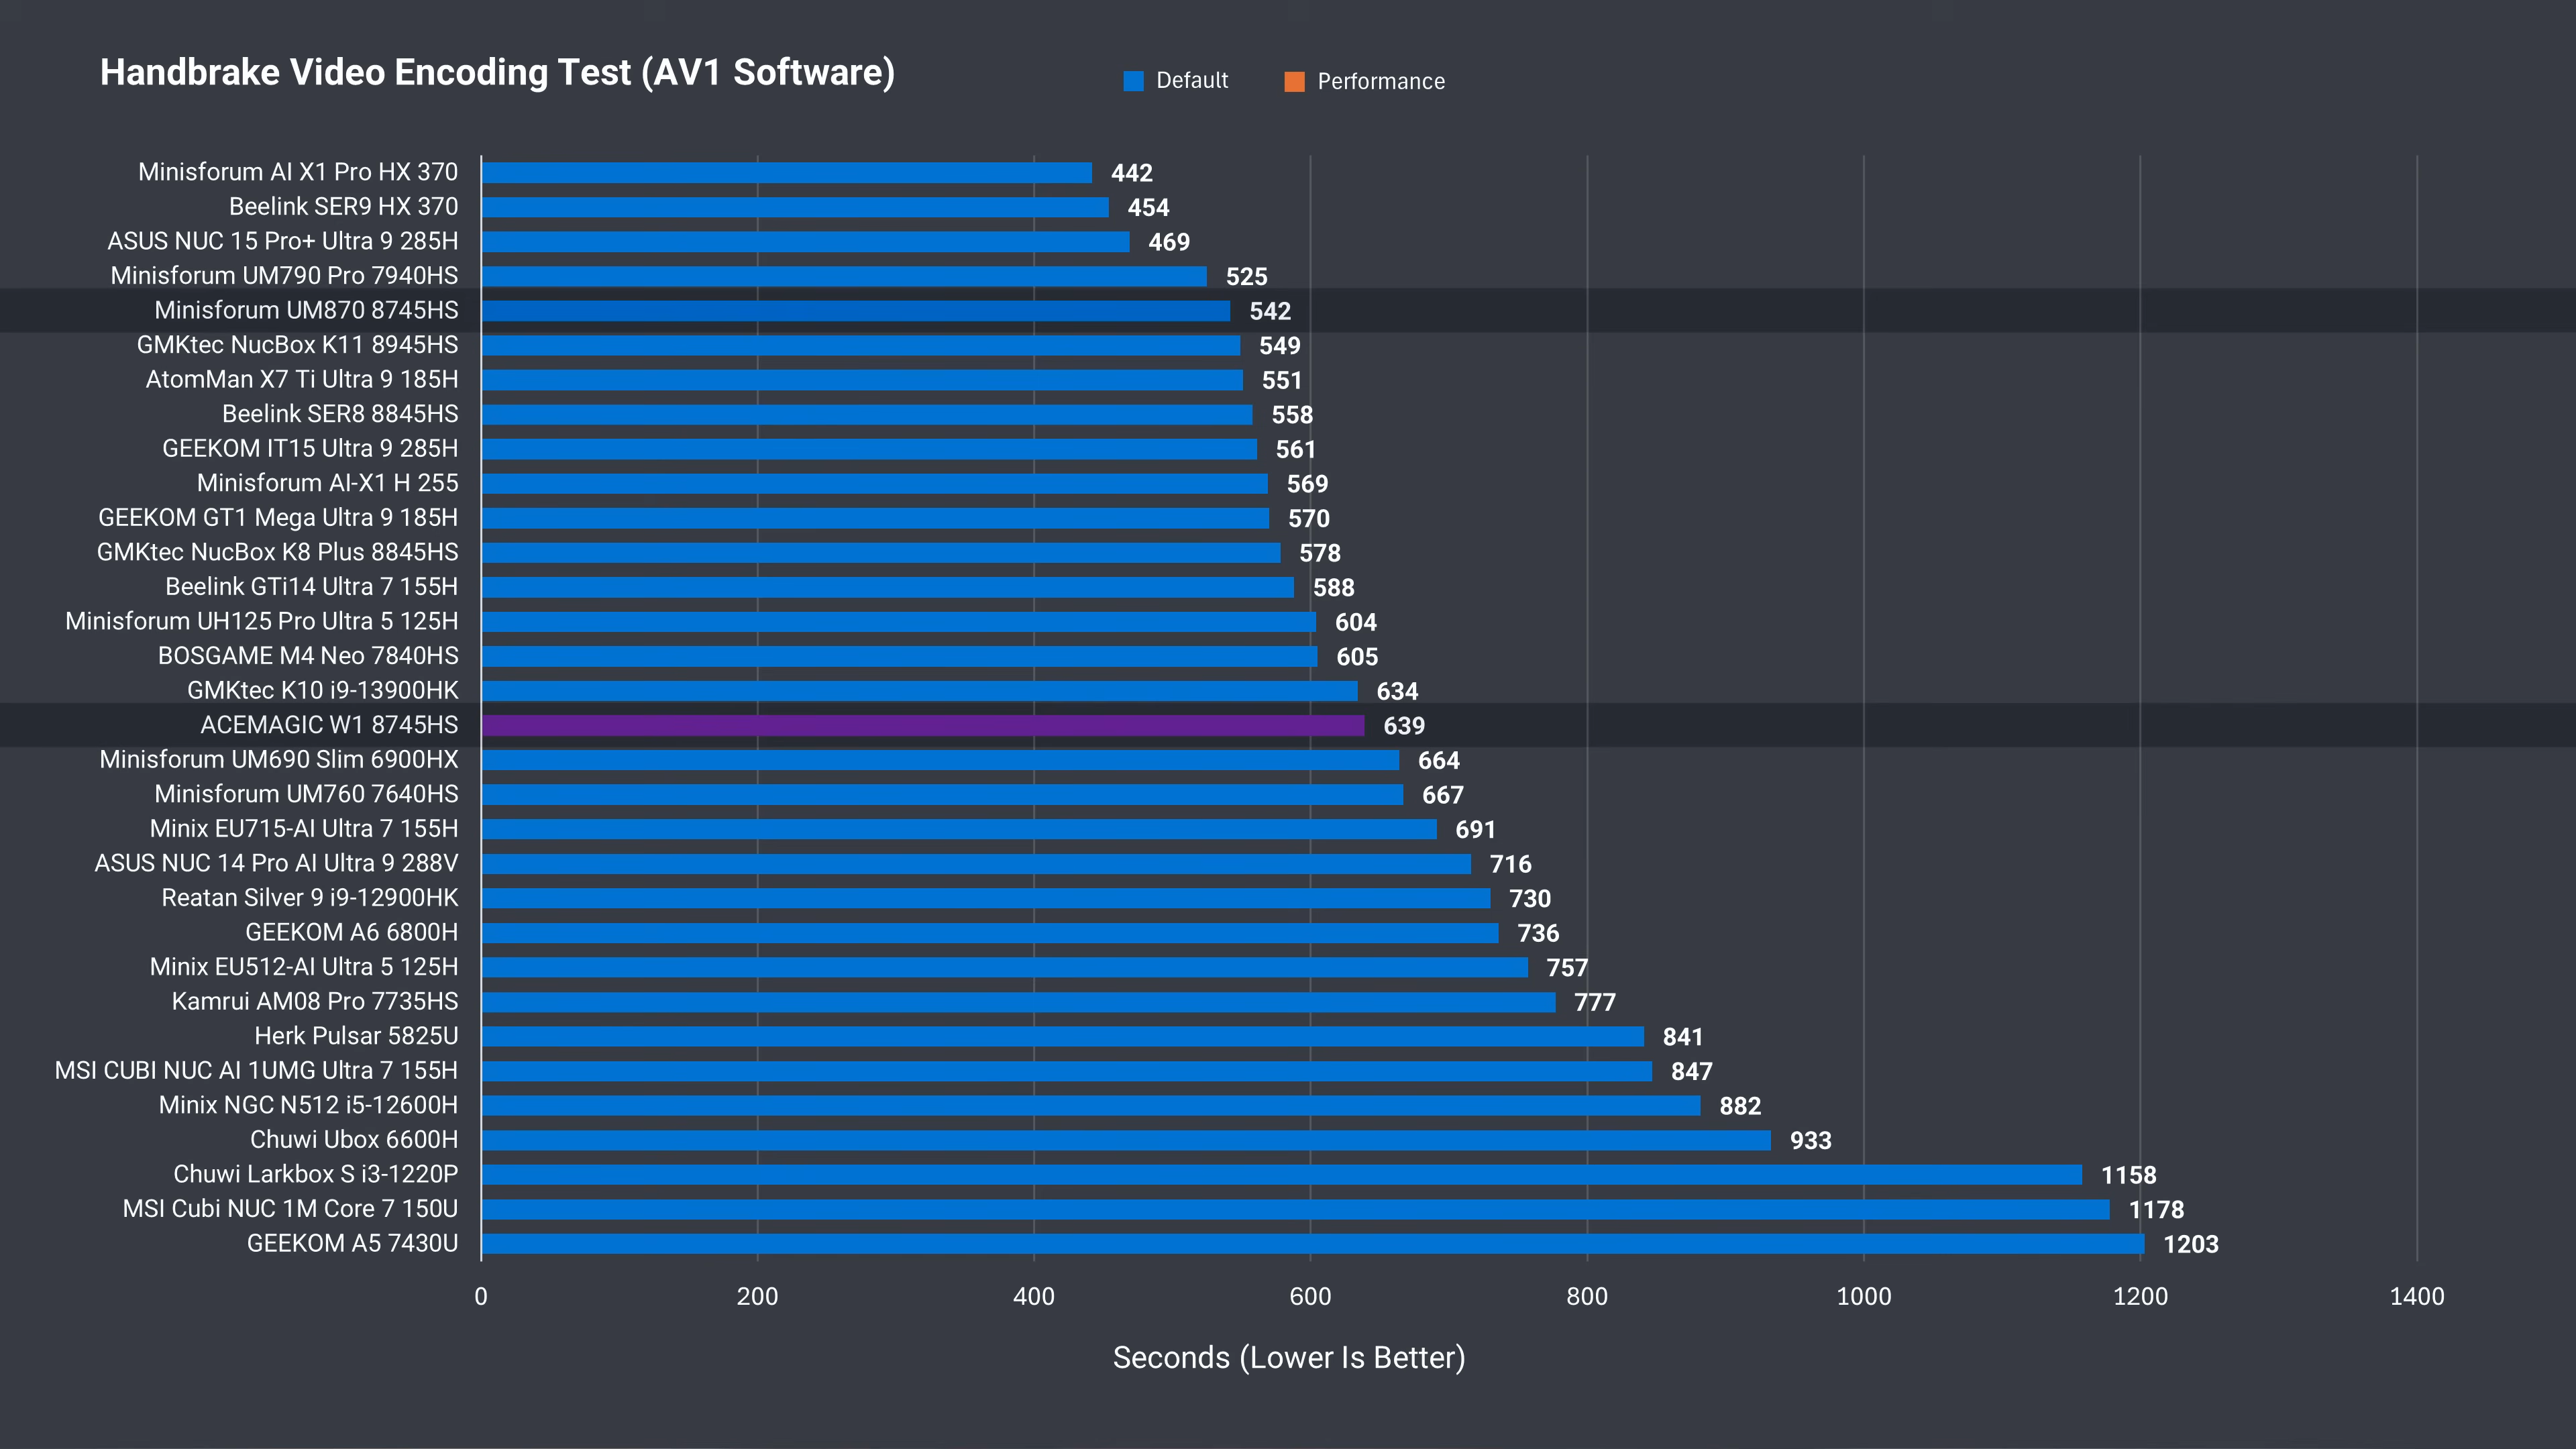 Handbrake Video Encoding Test (AV1 Software)
Default
Performance
Minisforum AI X1 Pro HX 370 442
Beelink SER9 HX 370 454
ASUS NUC 15 Pro+ Ultra 9 285H 469
Minisforum UM790 Pro 7940HS 525
Minisforum UM870 8745HS 542
GMKtec NucBox K11 8945HS 549
AtomMan X7 Ti Ultra 9 185H 551
Beelink SER8 8845HS 558
GEEKOM IT15 Ultra 9 285H 561
Minisforum AI-X1 H 255 569
GEEKOM GT1 Mega Ultra 9 185H 570
GMKtec NucBox K8 Plus 8845HS 578
Beelink GTi14 Ultra 7 155H 588
Minisforum UH125 Pro Ultra 5 125H 604
BOSGAME M4 Neo 7840HS 605
GMKtec K10 i9-13900HK 634
ACEMAGIC W1 8745HS 639
Minisforum UM690 Slim 6900HX 664
Minisforum UM760 7640HS 667
Minix EU715-AI Ultra 7 155H 691
ASUS NUC 14 Pro AI Ultra 9 288V 716
Reatan Silver 9 i9-12900HK 730
GEEKOM A6 6800H 736
Minix EU512-AI Ultra 5 125H 757
Kamrui AM08 Pro 7735HS 777
Herk Pulsar 5825U 841
MSI CUBI NUC AI 1UMG Ultra 7 155H 847
Minix NGC N512 i5-12600H 882
Chuwi Ubox 6600H 933
Chuwi Larkbox S i3-1220P 1158
MSI Cubi NUC 1M Core 7 150U 1178
GEEKOM A5 7430U 1203
0 200 400 600 800 1000 1200 1400
Seconds (Lower Is Better)